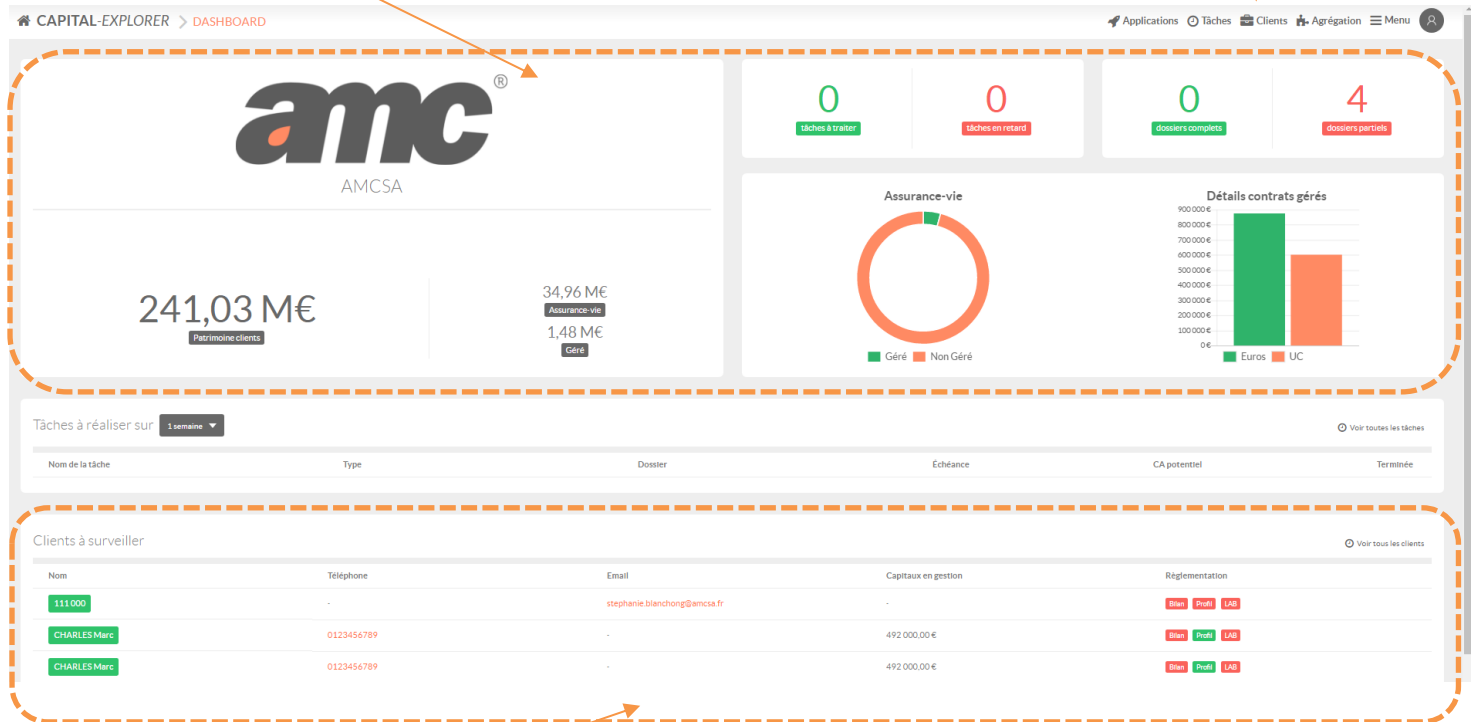 CAPITAL-EXPLORER > DASHBOARD
Applications Tâches Clients Agrégation Menu
amc®
AMCSA
241,03 M€
Patrimoine clients
34,96 M€
Assurance-vie
1,48 M€
Géré
0
tâches à traiter
0
tâches en retard
0
dossiers complets
4
dossiers partiels
Assurance-vie
Géré Non Géré
Détails contrats gérés
900 000 €
800 000 €
700 000 €
600 000 €
500 000 €
400 000 €
300 000 €
200 000 €
100 000 €
0 €
Euros UC
Tâches à réaliser sur 1 semaine
Voir toutes les tâches
Nom de la tâche Type Dossier Échéance CA potentiel Terminée
Clients à surveiller
Voir tous les clients
Nom Téléphone Email Capitaux en gestion Règlementation
111 000 - stephanie.blanchong@amcsa.fr - Bilan Profil LAB
CHARLES Marc 0123456789 - 492 000,00 € Bilan Profil LAB
CHARLES Marc 0123456789 - 492 000,00 € Bilan Profil LAB